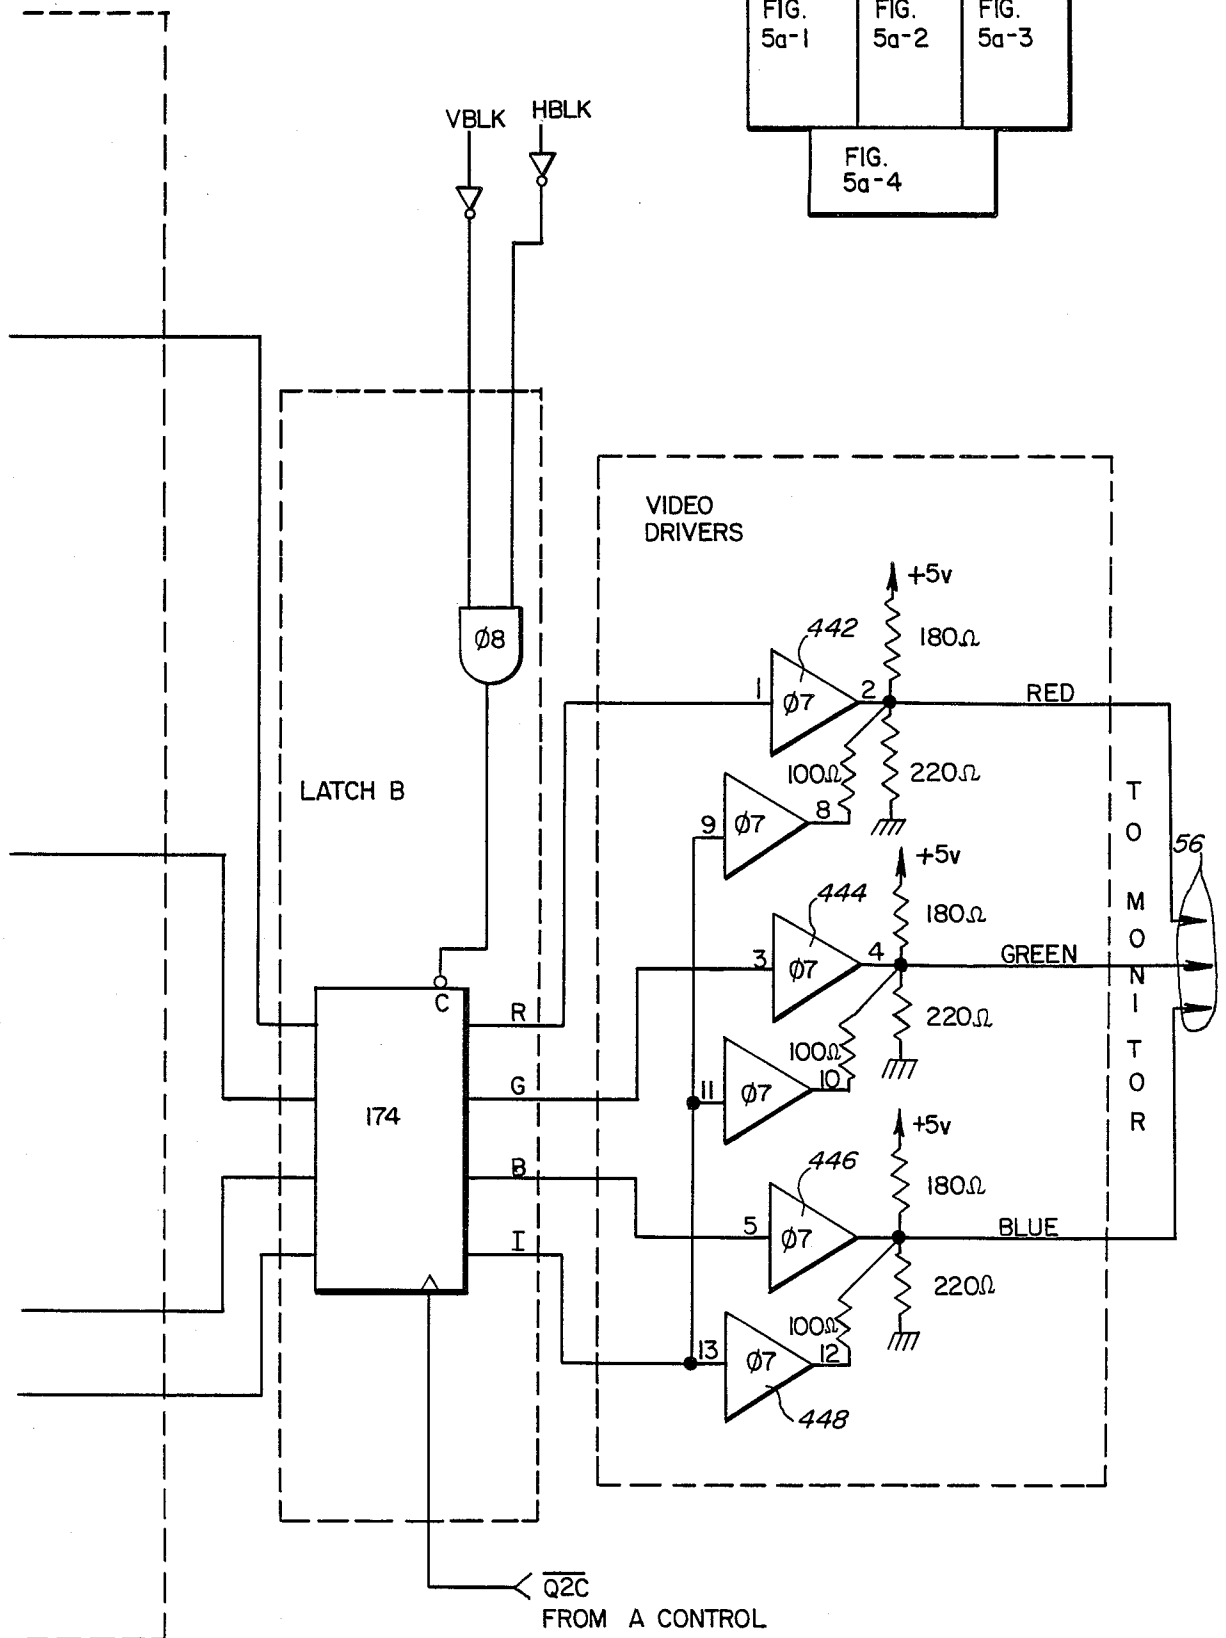 FIG.
5a-1
FIG.
5a-2
FIG.
5a-3
FIG.
5a-4
VBLK
HBLK
VIDEO
DRIVERS
+5v
442
180Ω
Ø8
1
Ø7
2
RED
LATCH B
100Ω
220Ω
9
Ø7
8
+5v
56
444
180Ω
3
Ø7
4
GREEN
C
R
220Ω
100Ω
TO MONITOR
G
11
Ø7
10
174
+5v
B
446
180Ω
5
Ø7
BLUE
I
220Ω
100Ω
13
Ø7
12
448
Q2C
FROM A CONTROL